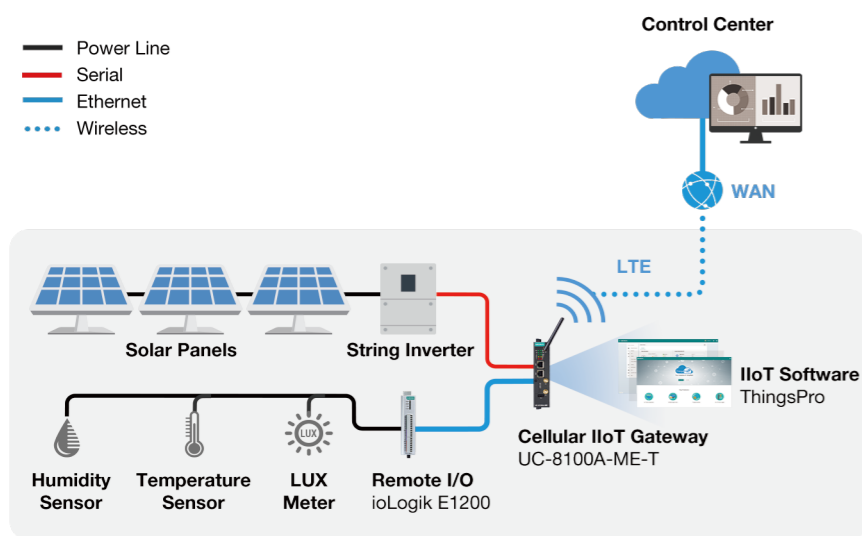 Control Center
Power Line
Serial
Ethernet
Wireless
WAN
LTE
Solar Panels
String Inverter
IIoT Software
ThingsPro
LUX
Cellular IIoT Gateway
UC-8100A-ME-T
Humidity
Sensor
Temperature
Sensor
LUX
Meter
Remote I/O
ioLogik E1200